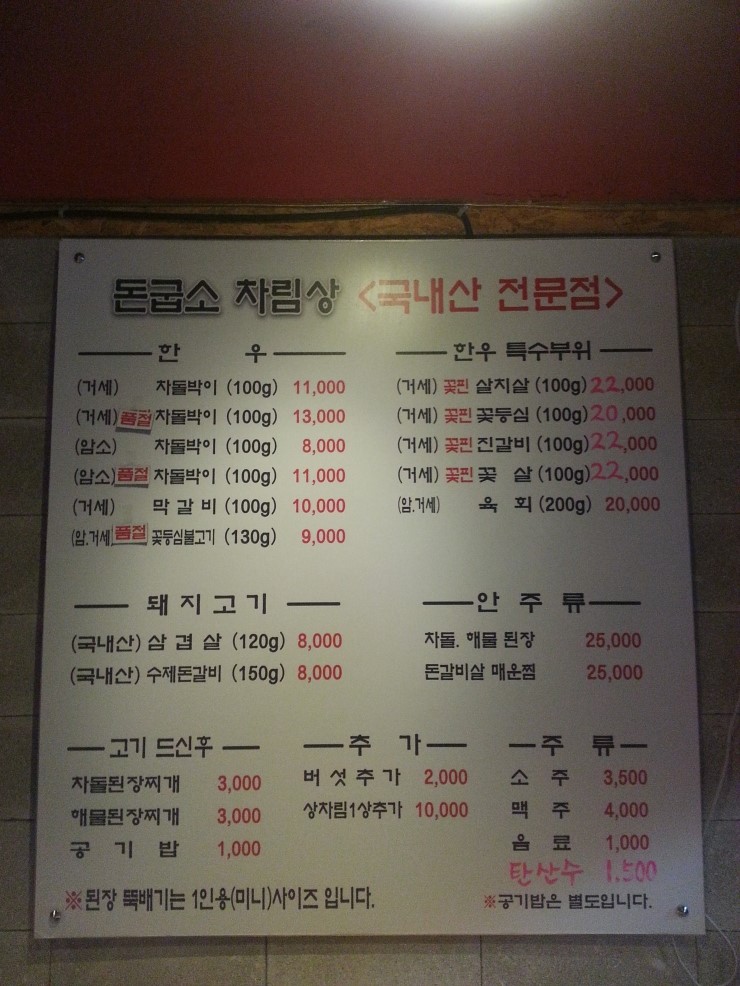 돈굽소 차림상 <국내산 전문점>
한 우
(거세) 차돌박이 (100g) 11,000
(거세) 품절 차돌박이 (100g) 13,000
(암소) 차돌박이 (100g) 8,000
(암소) 품절 차돌박이 (100g) 11,000
(거세) 막 갈 비 (100g) 10,000
(암.거세) 품절 꽃등심불고기 (130g) 9,000
한우 특수부위
(거세) 꽃핀 살치살 (100g) 22,000
(거세) 꽃핀 꽃등심 (100g) 20,000
(거세) 꽃핀 진갈비 (100g) 22,000
(거세) 꽃핀 꽃 살 (100g) 22,000
(암.거세) 육 회 (200g) 20,000
돼 지 고 기
(국내산) 삼 겹 살 (120g) 8,000
(국내산) 수제돈갈비 (150g) 8,000
안 주 류
차돌. 해물 된장 25,000
돈갈비살 매운찜 25,000
고기 드신후
차돌된장찌개 3,000
해물된장찌개 3,000
공 기 밥 1,000
추 가
버 섯 추 가 2,000
상차림1상추가 10,000
주 류
소 주 3,500
맥 주 4,000
음 료 1,000
탄산수 1,500
※된장 뚝배기는 1인용(미니)사이즈 입니다.
※공기밥은 별도입니다.